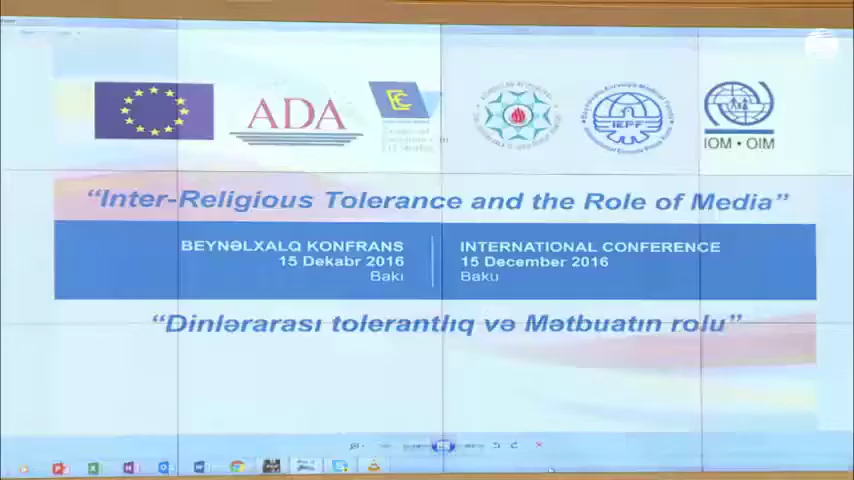 ADA
IEPF
IOM • OIM
“Inter-Religious Tolerance and the Role of Media”
BEYNƏLXALQ KONFRANS
15 Dekabr 2016
Bakı
INTERNATIONAL CONFERENCE
15 December 2016
Baku
“Dinlərarası tolerantlıq və Mətbuatın rolu”